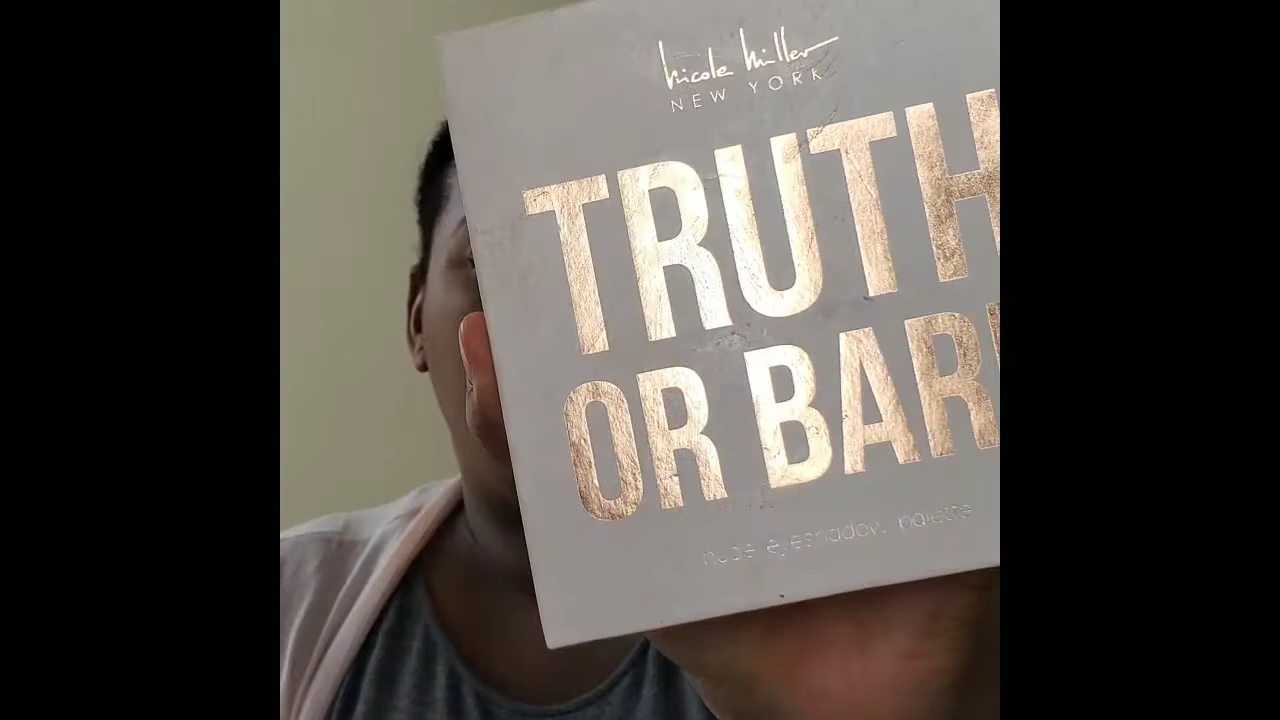 Nicole Miller
NEW YORK
TRUTH
OR BAR
nude eyeshadow palette